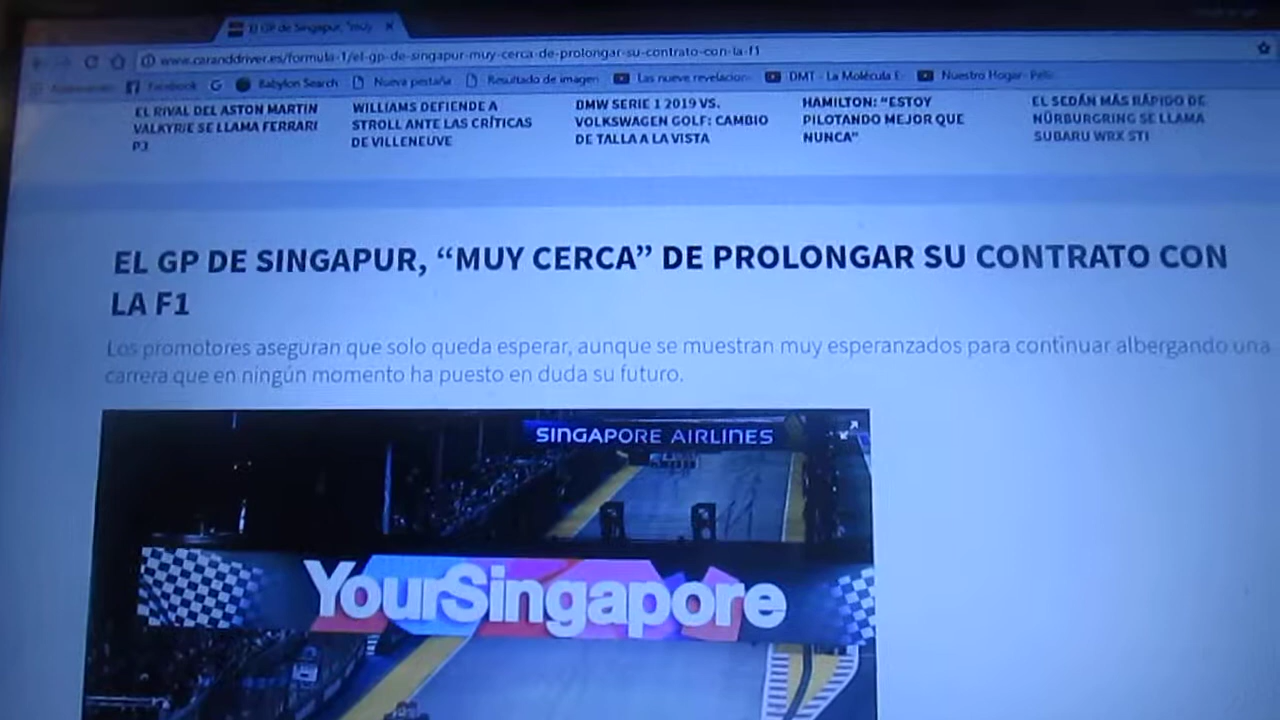 El GP de Singapur, "muy
www.caranddriver.es/formula-1/el-gp-de-singapur-muy-cerca-de-prolongar-su-contrato-con-la-f1
Facebook Babylon Search Nueva pestaña Resultado de imagen Las nueve revelacion DMT - La Molécula E Nuestro Hogar- Pelic
EL RIVAL DEL ASTON MARTIN
VALKYRIE SE LLAMA FERRARI
P3
WILLIAMS DEFIENDE A
STROLL ANTE LAS CRÍTICAS
DE VILLENEUVE
BMW SERIE 1 2019 VS.
VOLKSWAGEN GOLF: CAMBIO
DE TALLA A LA VISTA
HAMILTON: “ESTOY
PILOTANDO MEJOR QUE
NUNCA”
EL SEDÁN MÁS RÁPIDO DE
NÜRBURGRING SE LLAMA
SUBARU WRX STI
EL GP DE SINGAPUR, “MUY CERCA” DE PROLONGAR SU CONTRATO CON
LA F1
Los promotores aseguran que solo queda esperar, aunque se muestran muy esperanzados para continuar albergando una
carrera que en ningún momento ha puesto en duda su futuro.
SINGAPORE AIRLINES
YourSingapore